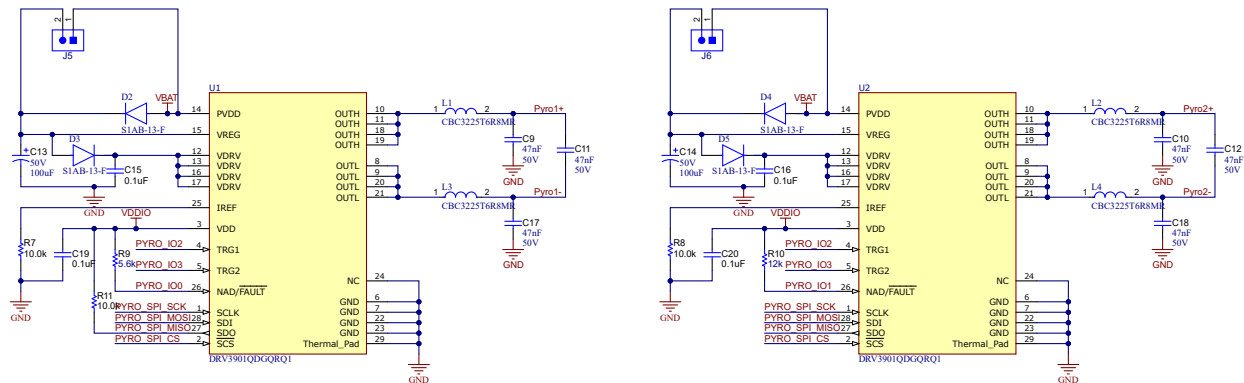 2
1
J5
U1
D2
VBAT
S1AB-13-F
14
PVDD
15
VREG
D3
S1AB-13-F
C13
50V
100uF
C15
0.1uF
GND
12
VDRV
13
VDRV
16
VDRV
17
VDRV
25
IREF
VDDIO
3
VDD
R7
10.0k
C19
0.1uF
R9
5.6k
R11
10.0k
GND
PYRO_IO2
4
TRG1
PYRO_IO3
5
TRG2
PYRO_IO0
26
NAD/FAULT
PYRO_SPI_SCK
1
SCLK
PYRO_SPI_MOSI
28
SDI
PYRO_SPI_MISO
27
SDO
PYRO_SPI_CS
2
SCS
DRV3901QDGQRQ1
OUTH
10
OUTH
11
OUTH
18
OUTH
19
OUTL
8
OUTL
9
OUTL
20
OUTL
21
NC
24
GND
6
GND
7
GND
22
GND
23
Thermal_Pad
29
GND
1
L1
2
CBC3225T6R8MR
Pyro1+
C9
47nF
50V
GND
C11
47nF
50V
1
L3
2
CBC3225T6R8MR
Pyro1-
C17
47nF
50V
GND
2
1
J6
U2
D4
VBAT
S1AB-13-F
14
PVDD
15
VREG
D5
S1AB-13-F
C14
50V
100uF
C16
0.1uF
GND
12
VDRV
13
VDRV
16
VDRV
17
VDRV
25
IREF
VDDIO
3
VDD
R8
10.0k
C20
0.1uF
R10
12k
GND
PYRO_IO2
4
TRG1
PYRO_IO3
5
TRG2
PYRO_IO1
26
NAD/FAULT
PYRO_SPI_SCK
1
SCLK
PYRO_SPI_MOSI
28
SDI
PYRO_SPI_MISO
27
SDO
PYRO_SPI_CS
2
SCS
DRV3901QDGQRQ1
OUTH
10
OUTH
11
OUTH
18
OUTH
19
OUTL
8
OUTL
9
OUTL
20
OUTL
21
NC
24
GND
6
GND
7
GND
22
GND
23
Thermal_Pad
29
GND
1
L2
2
CBC3225T6R8MR
Pyro2+
C10
47nF
50V
GND
C12
47nF
50V
1
L4
2
CBC3225T6R8MR
Pyro2-
C18
47nF
50V
GND